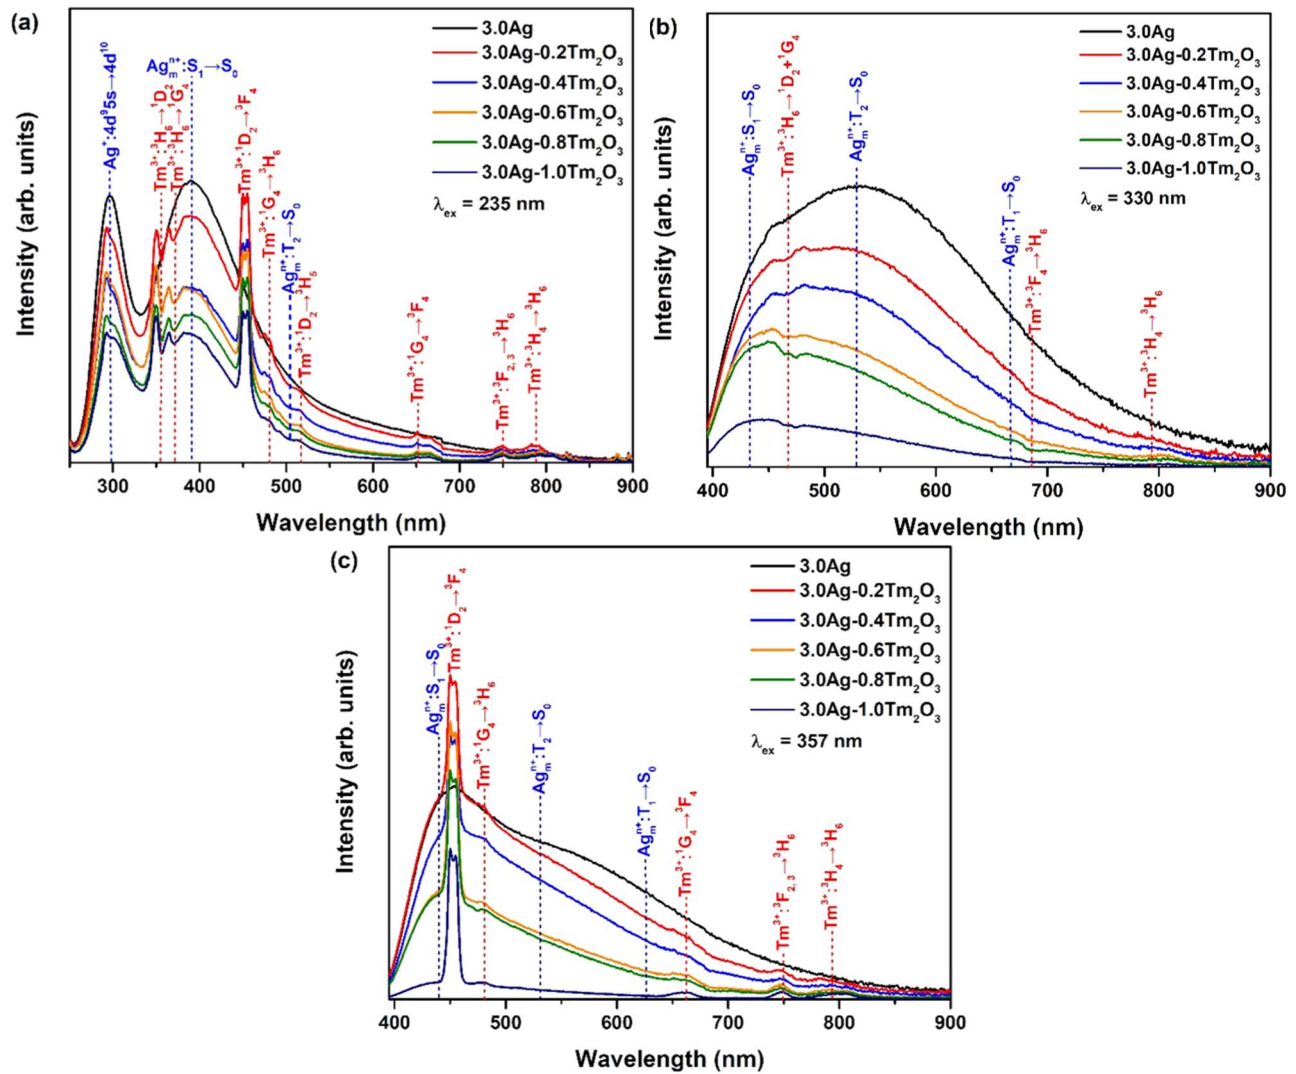 (a)
Intensity (arb. units)
Ag⁺:4d⁹5s→4d¹⁰
Tm³⁺:³H₆→¹D₂
Tm³⁺:³H₆→¹G₄
Agₘⁿ⁺:S₁→S₀
Tm³⁺:¹D₂→³F₄
Tm³⁺:¹G₄→³H₆
Agₘⁿ⁺:T₂→S₀
Tm³⁺:¹D₂→³H₅
Tm³⁺:¹G₄→³F₄
Tm³⁺:³F₂,₃→³H₆
Tm³⁺:³H₄→³H₆
3.0Ag
3.0Ag-0.2Tm₂O₃
3.0Ag-0.4Tm₂O₃
3.0Ag-0.6Tm₂O₃
3.0Ag-0.8Tm₂O₃
3.0Ag-1.0Tm₂O₃
λex = 235 nm
300 400 500 600 700 800 900
Wavelength (nm)
(b)
Intensity (arb. units)
Agₘⁿ⁺:S₁→S₀
Tm³⁺:³H₆→¹D₂+¹G₄
Agₘⁿ⁺:T₂→S₀
Agₘⁿ⁺:T₁→S₀
Tm³⁺:³F₄→³H₆
Tm³⁺:³H₄→³H₆
3.0Ag
3.0Ag-0.2Tm₂O₃
3.0Ag-0.4Tm₂O₃
3.0Ag-0.6Tm₂O₃
3.0Ag-0.8Tm₂O₃
3.0Ag-1.0Tm₂O₃
λex = 330 nm
400 500 600 700 800 900
Wavelength (nm)
(c)
Intensity (arb. units)
Agₘⁿ⁺:S₁→S₀
Tm³⁺:¹D₂→³F₄
Tm³⁺:¹G₄→³H₆
Agₘⁿ⁺:T₂→S₀
Agₘⁿ⁺:T₁→S₀
Tm³⁺:¹G₄→³F₄
Tm³⁺:³F₂,₃→³H₆
Tm³⁺:³H₄→³H₆
3.0Ag
3.0Ag-0.2Tm₂O₃
3.0Ag-0.4Tm₂O₃
3.0Ag-0.6Tm₂O₃
3.0Ag-0.8Tm₂O₃
3.0Ag-1.0Tm₂O₃
λex = 357 nm
400 500 600 700 800 900
Wavelength (nm)